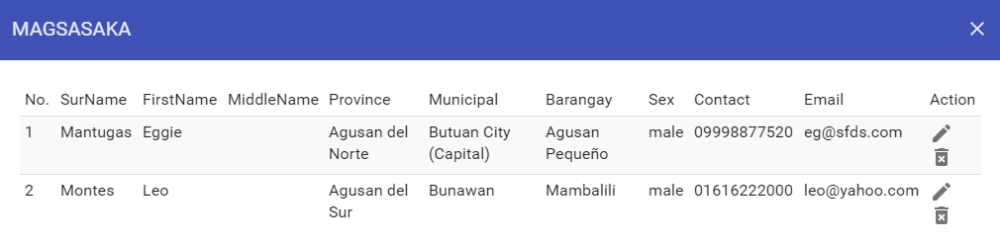 MAGSASAKA
No. SurName FirstName MiddleName Province Municipal Barangay Sex Contact Email Action
1 Mantugas Eggie Agusan del Butuan City Agusan male 09998877520 eg@sfds.com
Norte (Capital) Pequeño
2 Montes Leo Agusan del Bunawan Mambalili male 01616222000 leo@yahoo.com
Sur